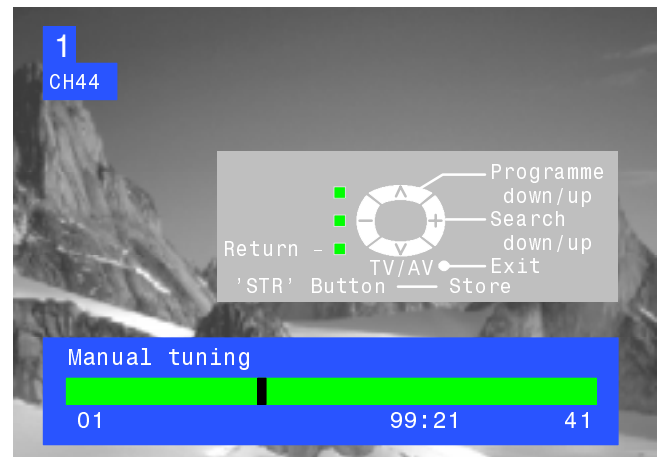 1
CH44
Programme
down/up
Search
down/up
Return –
TV/AV
Exit
'STR' Button
Store
Manual tuning
01
99:21
41